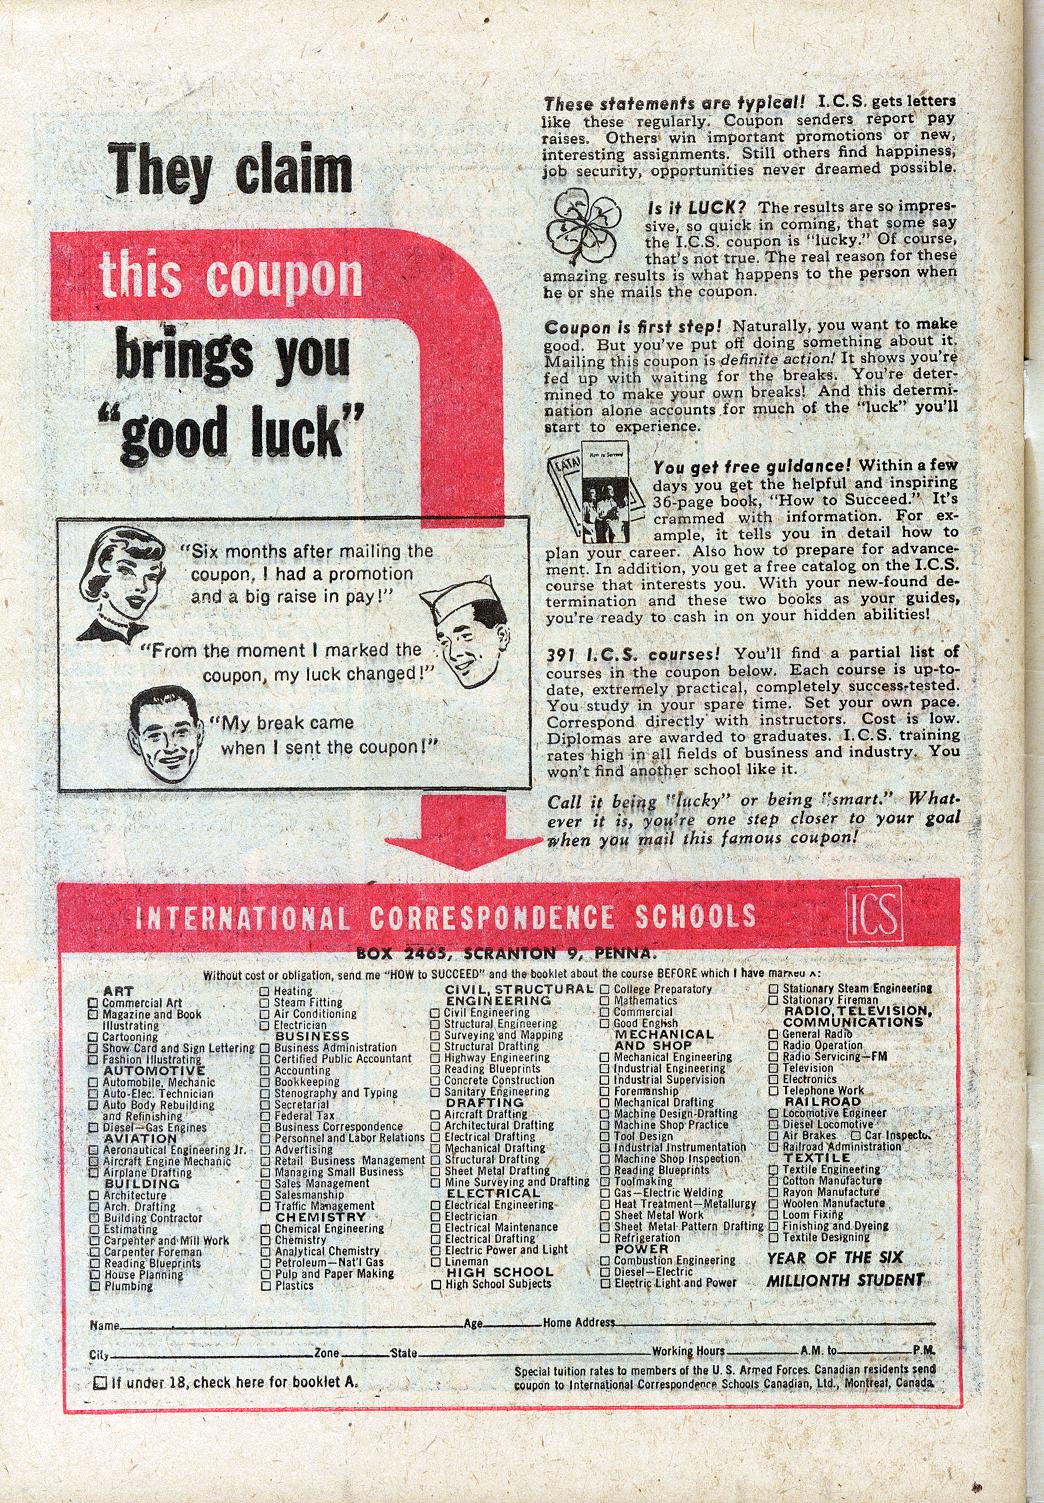 They claim
this coupon
brings you
"good luck"
"Six months after mailing the
coupon, I had a promotion
and a big raise in pay!"
"From the moment I marked the
coupon, my luck changed!"
"My break came
when I sent the coupon!"
These statements are typical! I.C.S. gets letters
like these regularly. Coupon senders report pay
raises. Others win important promotions or new,
interesting assignments. Still others find happiness,
job security, opportunities never dreamed possible.
Is it LUCK? The results are so impres-
sive, so quick in coming, that some say
the I.C.S. coupon is "lucky." Of course,
that's not true. The real reason for these
amazing results is what happens to the person when
he or she mails the coupon.
Coupon is first step! Naturally, you want to make
good. But you've put off doing something about it.
Mailing this coupon is definite action! It shows you're
fed up with waiting for the breaks. You're deter-
mined to make your own breaks! And this determi-
nation alone accounts for much of the "luck" you'll
start to experience.
CATA
How to Succeed
You get free guidance! Within a few
days you get the helpful and inspiring
36-page book, "How to Succeed." It's
crammed with information. For ex-
ample, it tells you in detail how to
plan your career. Also how to prepare for advance-
ment. In addition, you get a free catalog on the I.C.S.
course that interests you. With your new-found de-
termination and these two books as your guides,
you're ready to cash in on your hidden abilities!
391 I.C.S. courses! You'll find a partial list of
courses in the coupon below. Each course is up-to-
date, extremely practical, completely success-tested.
You study in your spare time. Set your own pace.
Correspond directly with instructors. Cost is low.
Diplomas are awarded to graduates. I.C.S. training
rates high in all fields of business and industry. You
won't find another school like it.
Call it being "lucky" or being "smart." What-
ever it is, you're one step closer to your goal
when you mail this famous coupon!
INTERNATIONAL CORRESPONDENCE SCHOOLS
ICS
BOX 2465, SCRANTON 9, PENNA.
Without cost or obligation, send me "HOW to SUCCEED" and the booklet about the course BEFORE which I have marked X:
ART
Commercial Art
Magazine and Book
Illustrating
Cartooning
Show Card and Sign Lettering
Fashion Illustrating
AUTOMOTIVE
Automobile, Mechanic
Auto-Elec. Technician
Auto Body Rebuilding
and Refinishing
Diesel—Gas Engines
AVIATION
Aeronautical Engineering Jr.
Aircraft Engine Mechanic
Airplane Drafting
BUILDING
Architecture
Arch. Drafting
Building Contractor
Estimating
Carpenter and Mill Work
Carpenter Foreman
Reading Blueprints
House Planning
Plumbing
Heating
Steam Fitting
Air Conditioning
Electrician
BUSINESS
Business Administration
Certified Public Accountant
Accounting
Bookkeeping
Stenography and Typing
Secretarial
Federal Tax
Business Correspondence
Personnel and Labor Relations
Advertising
Retail Business Management
Managing Small Business
Sales Management
Salesmanship
Traffic Management
CHEMISTRY
Chemical Engineering
Chemistry
Analytical Chemistry
Petroleum—Nat'l Gas
Pulp and Paper Making
Plastics
CIVIL, STRUCTURAL
ENGINEERING
Civil Engineering
Structural Engineering
Surveying and Mapping
Structural Drafting
Highway Engineering
Reading Blueprints
Concrete Construction
Sanitary Engineering
DRAFTING
Aircraft Drafting
Architectural Drafting
Electrical Drafting
Mechanical Drafting
Structural Drafting
Sheet Metal Drafting
Mine Surveying and Drafting
ELECTRICAL
Electrical Engineering
Electrician
Electrical Maintenance
Electrical Drafting
Electric Power and Light
Lineman
HIGH SCHOOL
High School Subjects
College Preparatory
Mathematics
Commercial
Good English
MECHANICAL
AND SHOP
Mechanical Engineering
Industrial Engineering
Industrial Supervision
Foremanship
Mechanical Drafting
Machine Design-Drafting
Machine Shop Practice
Tool Design
Industrial Instrumentation
Machine Shop Inspection
Reading Blueprints
Toolmaking
Gas—Electric Welding
Heat Treatment—Metallurgy
Sheet Metal Work
Sheet Metal Pattern Drafting
Refrigeration
POWER
Combustion Engineering
Diesel—Electric
Electric Light and Power
Stationary Steam Engineering
Stationary Fireman
RADIO, TELEVISION,
COMMUNICATIONS
General Radio
Radio Operation
Radio Servicing—FM
Television
Electronics
Telephone Work
RAILROAD
Locomotive Engineer
Diesel Locomotive
Air Brakes Car Inspector
Railroad Administration
TEXTILE
Textile Engineering
Cotton Manufacture
Rayon Manufacture
Woolen Manufacture
Loom Fixing
Finishing and Dyeing
Textile Designing
YEAR OF THE SIX
MILLIONTH STUDENT
Name Age Home Address
City Zone State Working Hours A.M. to P.M.
If under 18, check here for booklet A.
Special tuition rates to members of the U. S. Armed Forces. Canadian residents send
coupon to International Correspondence Schools Canadian, Ltd., Montreal, Canada.